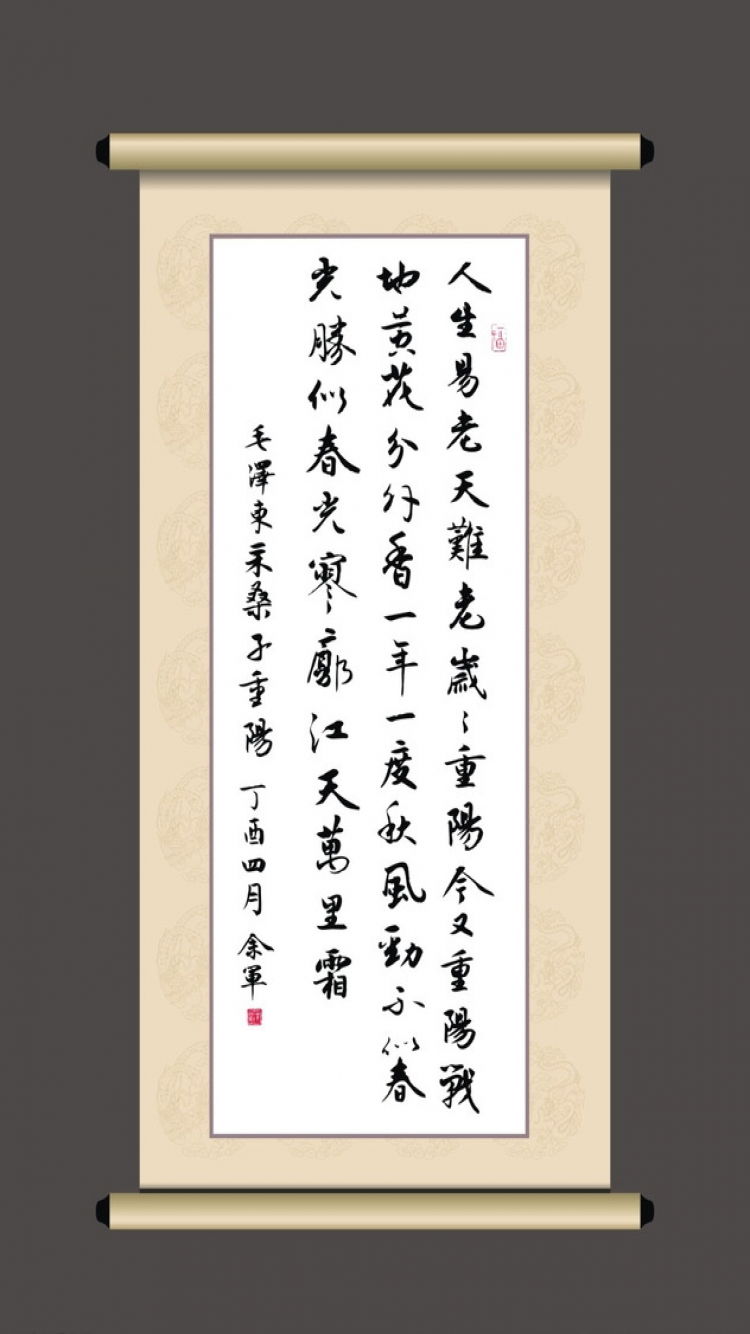 人生易老天難老歲〻重陽今又重陽戰
地黃花分外香一年一度秋風勁不似春
光勝似春光寥〻廓江天萬里霜
毛澤東采桑子重陽 丁酉四月 余軍